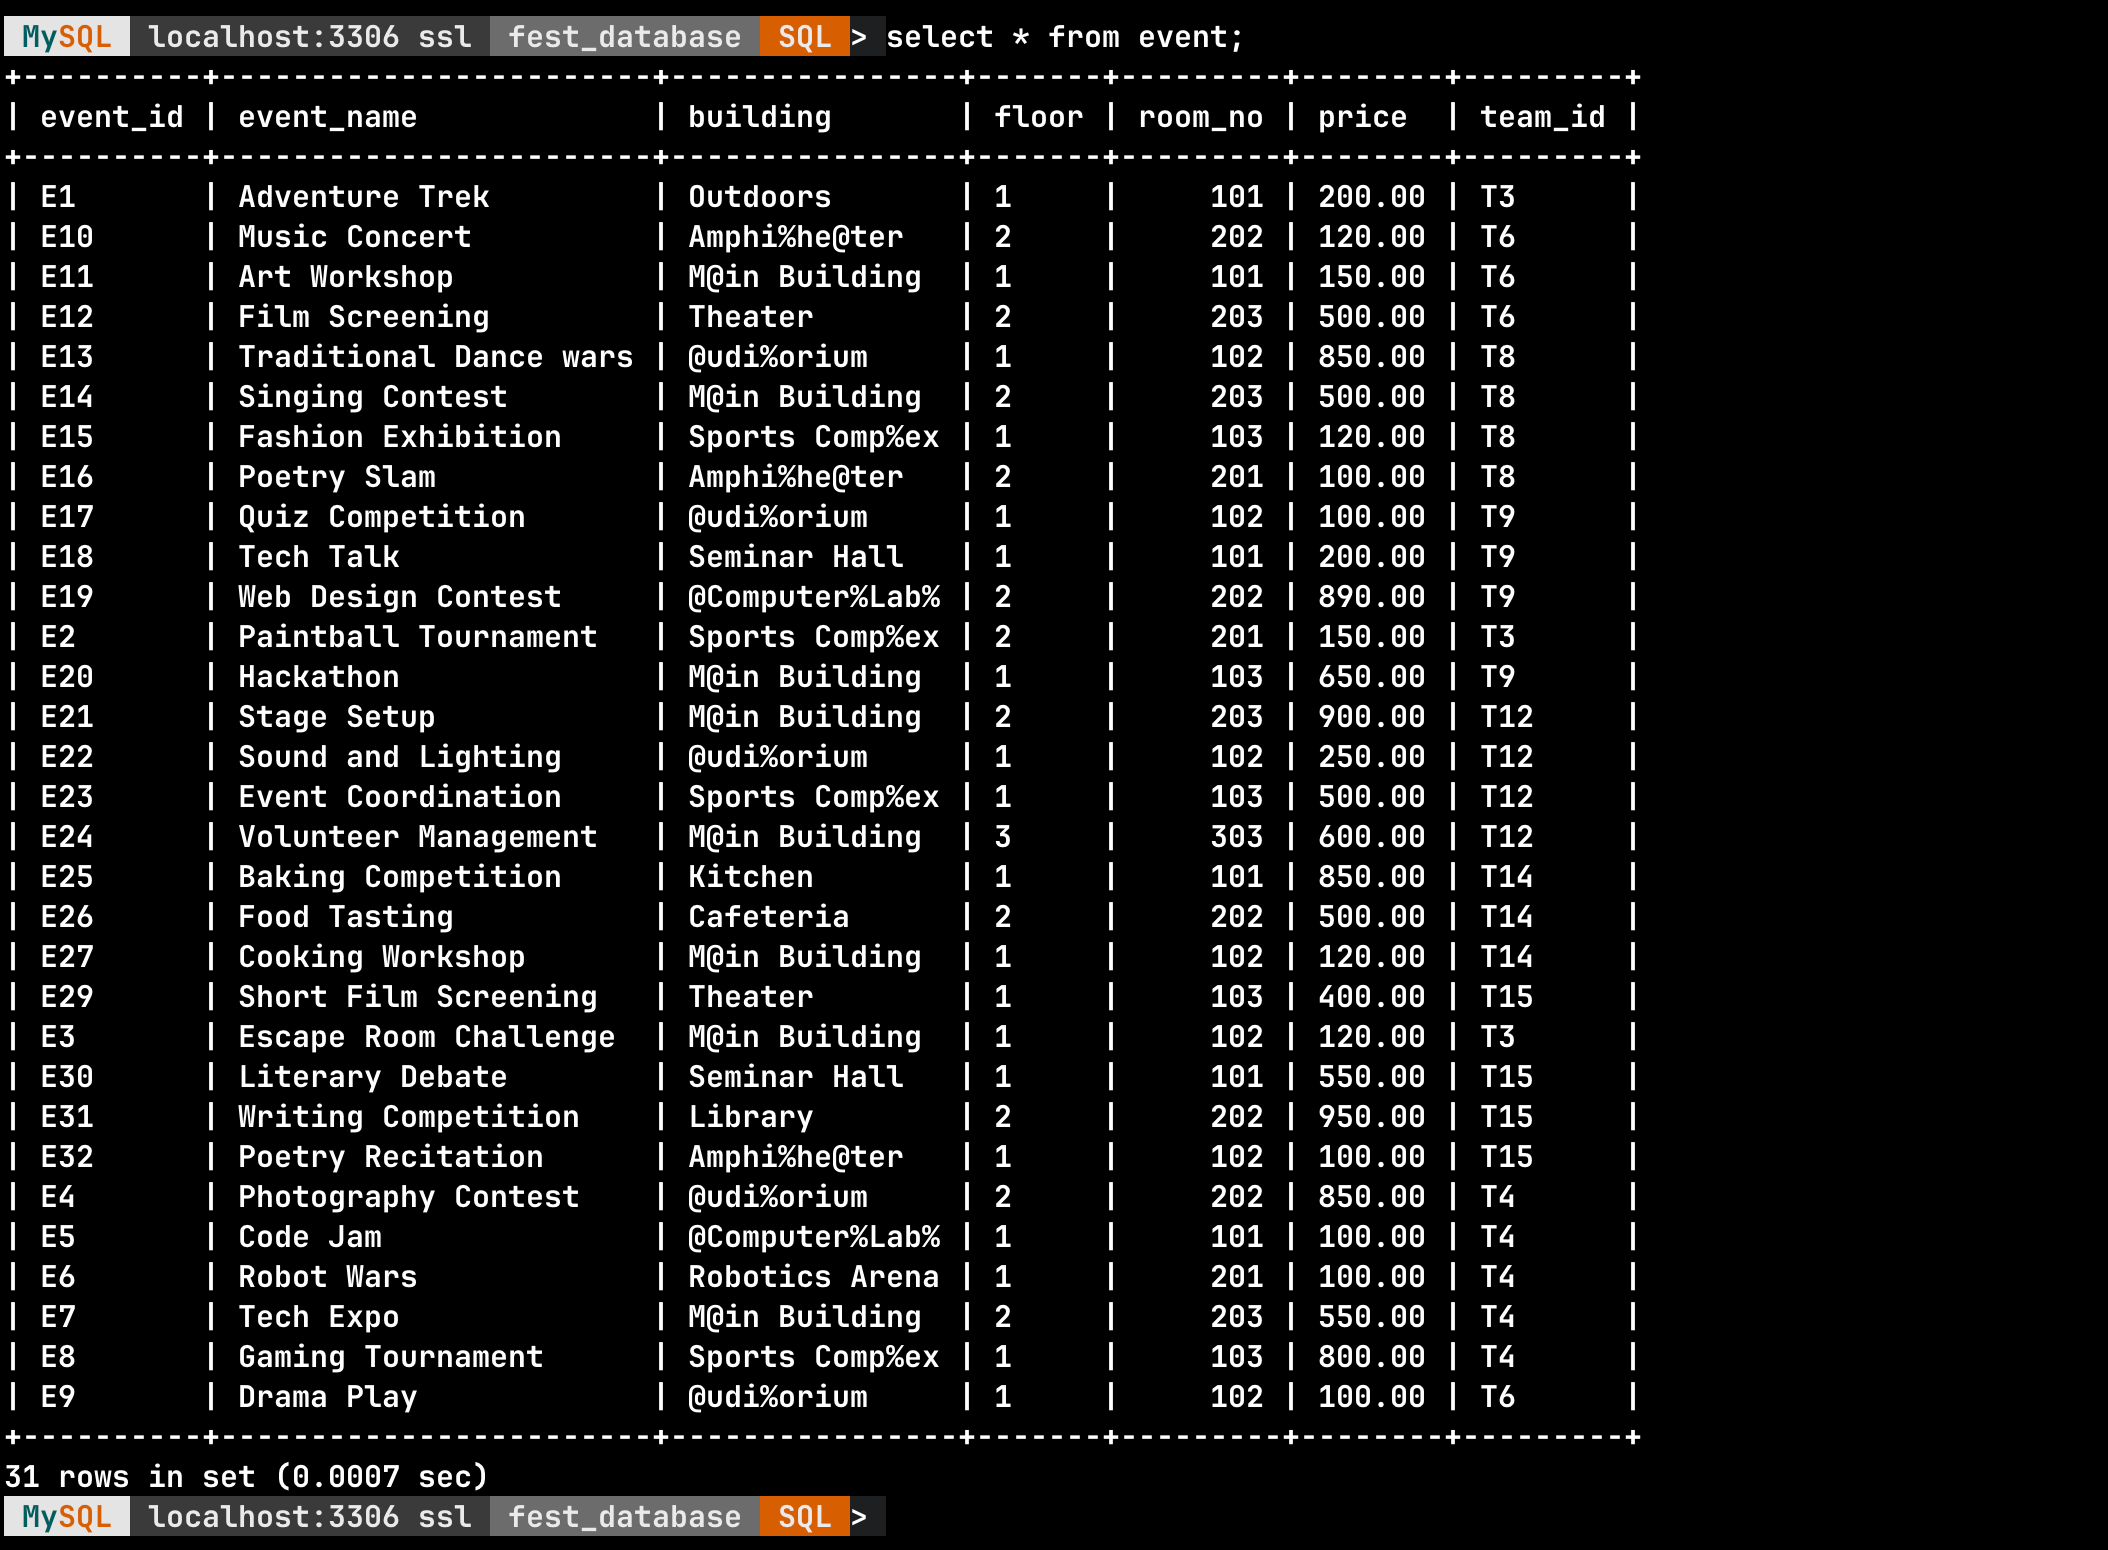 MySQL localhost:3306 ssl fest_database SQL > select * from event;
+----------+------------------------+----------------+-------+---------+--------+---------+
| event_id | event_name             | building       | floor | room_no | price  | team_id |
+----------+------------------------+----------------+-------+---------+--------+---------+
| E1       | Adventure Trek         | Outdoors       | 1     |     101 | 200.00 | T3      |
| E10      | Music Concert          | Amphi%he@ter   | 2     |     202 | 120.00 | T6      |
| E11      | Art Workshop           | M@in Building  | 1     |     101 | 150.00 | T6      |
| E12      | Film Screening         | Theater        | 2     |     203 | 500.00 | T6      |
| E13      | Traditional Dance wars | @udi%orium     | 1     |     102 | 850.00 | T8      |
| E14      | Singing Contest        | M@in Building  | 2     |     203 | 500.00 | T8      |
| E15      | Fashion Exhibition     | Sports Comp%ex | 1     |     103 | 120.00 | T8      |
| E16      | Poetry Slam            | Amphi%he@ter   | 2     |     201 | 100.00 | T8      |
| E17      | Quiz Competition       | @udi%orium     | 1     |     102 | 100.00 | T9      |
| E18      | Tech Talk              | Seminar Hall   | 1     |     101 | 200.00 | T9      |
| E19      | Web Design Contest     | @Computer%Lab% | 2     |     202 | 890.00 | T9      |
| E2       | Paintball Tournament   | Sports Comp%ex | 2     |     201 | 150.00 | T3      |
| E20      | Hackathon              | M@in Building  | 1     |     103 | 650.00 | T9      |
| E21      | Stage Setup            | M@in Building  | 2     |     203 | 900.00 | T12     |
| E22      | Sound and Lighting     | @udi%orium     | 1     |     102 | 250.00 | T12     |
| E23      | Event Coordination     | Sports Comp%ex | 1     |     103 | 500.00 | T12     |
| E24      | Volunteer Management   | M@in Building  | 3     |     303 | 600.00 | T12     |
| E25      | Baking Competition     | Kitchen        | 1     |     101 | 850.00 | T14     |
| E26      | Food Tasting           | Cafeteria      | 2     |     202 | 500.00 | T14     |
| E27      | Cooking Workshop       | M@in Building  | 1     |     102 | 120.00 | T14     |
| E29      | Short Film Screening   | Theater        | 1     |     103 | 400.00 | T15     |
| E3       | Escape Room Challenge  | M@in Building  | 1     |     102 | 120.00 | T3      |
| E30      | Literary Debate        | Seminar Hall   | 1     |     101 | 550.00 | T15     |
| E31      | Writing Competition    | Library        | 2     |     202 | 950.00 | T15     |
| E32      | Poetry Recitation      | Amphi%he@ter   | 1     |     102 | 100.00 | T15     |
| E4       | Photography Contest    | @udi%orium     | 2     |     202 | 850.00 | T4      |
| E5       | Code Jam               | @Computer%Lab% | 1     |     101 | 100.00 | T4      |
| E6       | Robot Wars             | Robotics Arena | 1     |     201 | 100.00 | T4      |
| E7       | Tech Expo              | M@in Building  | 2     |     203 | 550.00 | T4      |
| E8       | Gaming Tournament      | Sports Comp%ex | 1     |     103 | 800.00 | T4      |
| E9       | Drama Play             | @udi%orium     | 1     |     102 | 100.00 | T6      |
+----------+------------------------+----------------+-------+---------+--------+---------+
31 rows in set (0.0007 sec)
MySQL localhost:3306 ssl fest_database SQL >